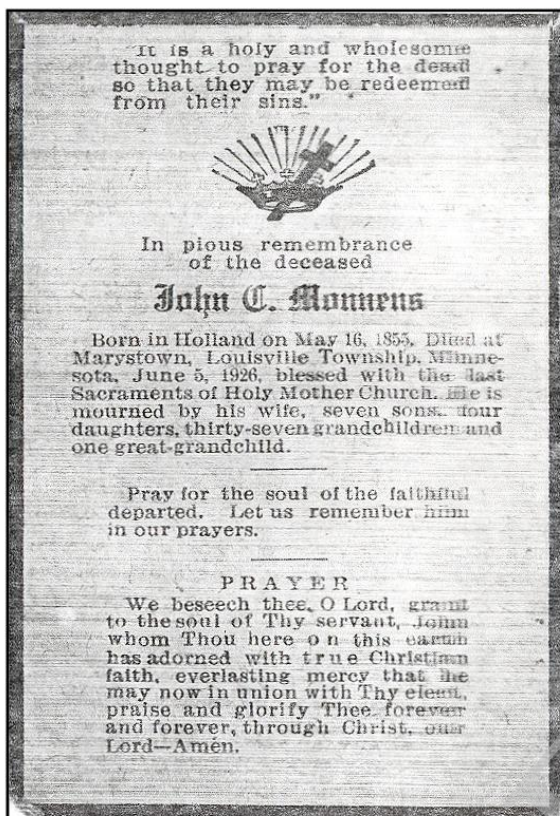 It is a holy and wholesome
thought to pray for the dead
so that they may be redeemed
from their sins."
In pious remembrance
of the deceased
John C. Monnens
Born in Holland on May 16, 1855. Died at
Marystown, Louisville Township, Minne-
sota, June 5, 1926, blessed with the last
Sacraments of Holy Mother Church. He is
mourned by his wife, seven sons, four
daughters, thirty-seven grandchildren and
one great-grandchild.
Pray for the soul of the faithful
departed. Let us remember him
in our prayers.
PRAYER
We beseech thee, O Lord, grant
to the soul of Thy servant, John
whom Thou here on this earth
has adorned with true Christian
faith, everlasting mercy that he
may now in union with Thy elect,
praise and glorify Thee forever
and forever, through Christ, our
Lord—Amen.